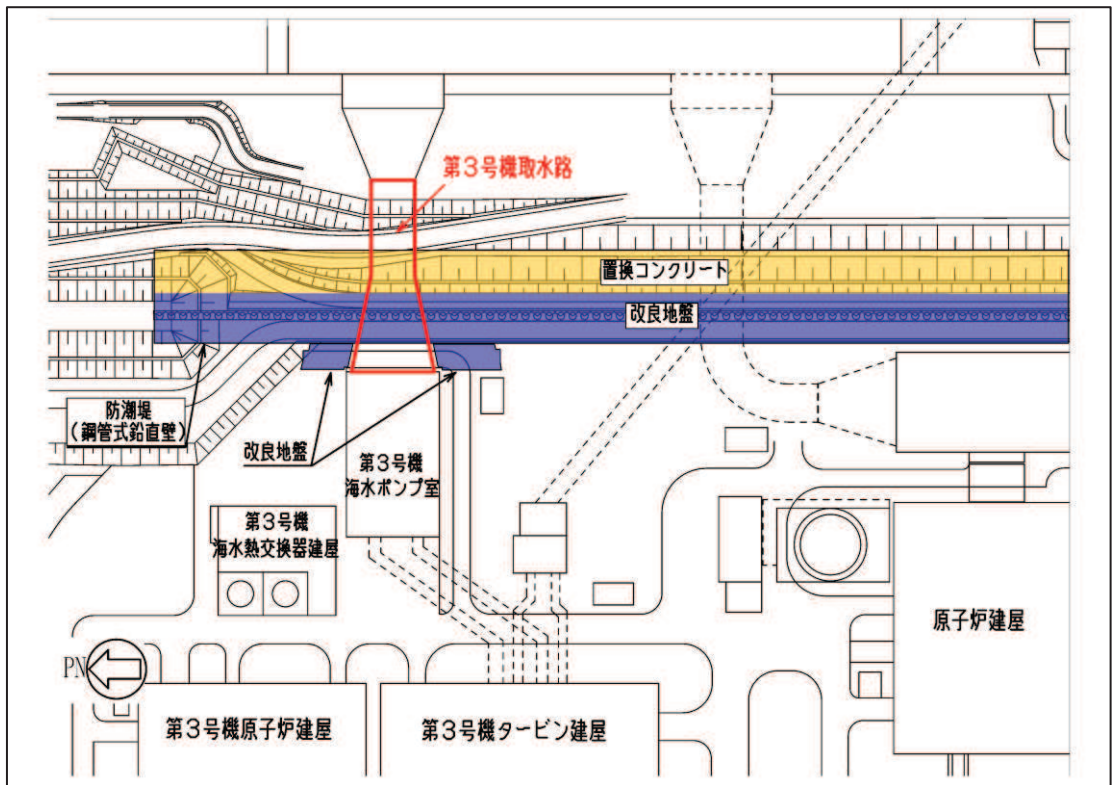 第３号機取水路
置換コンクリート
改良地盤
防潮堤
（鋼管式鉛直壁）
改良地盤
第３号機
海水ポンプ室
第３号機
海水熱交換器建屋
原子炉建屋
PN
第３号機原子炉建屋
第３号機タービン建屋